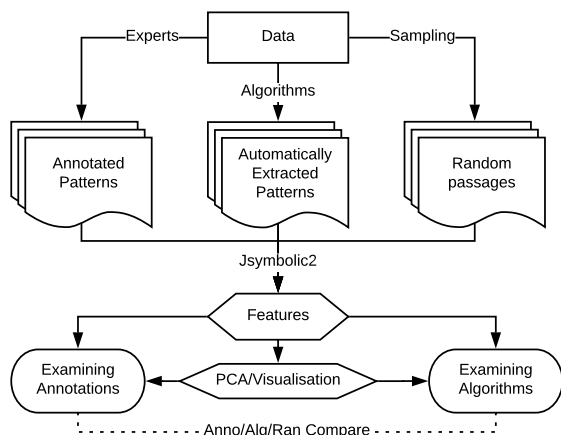 Data
Experts
Sampling
Algorithms
Annotated
Patterns
Automatically
Extracted
Patterns
Random
passages
Jsymbolic2
Features
Examining
Annotations
PCA/Visualisation
Examining
Algorithms
Anno/Alg/Ran Compare